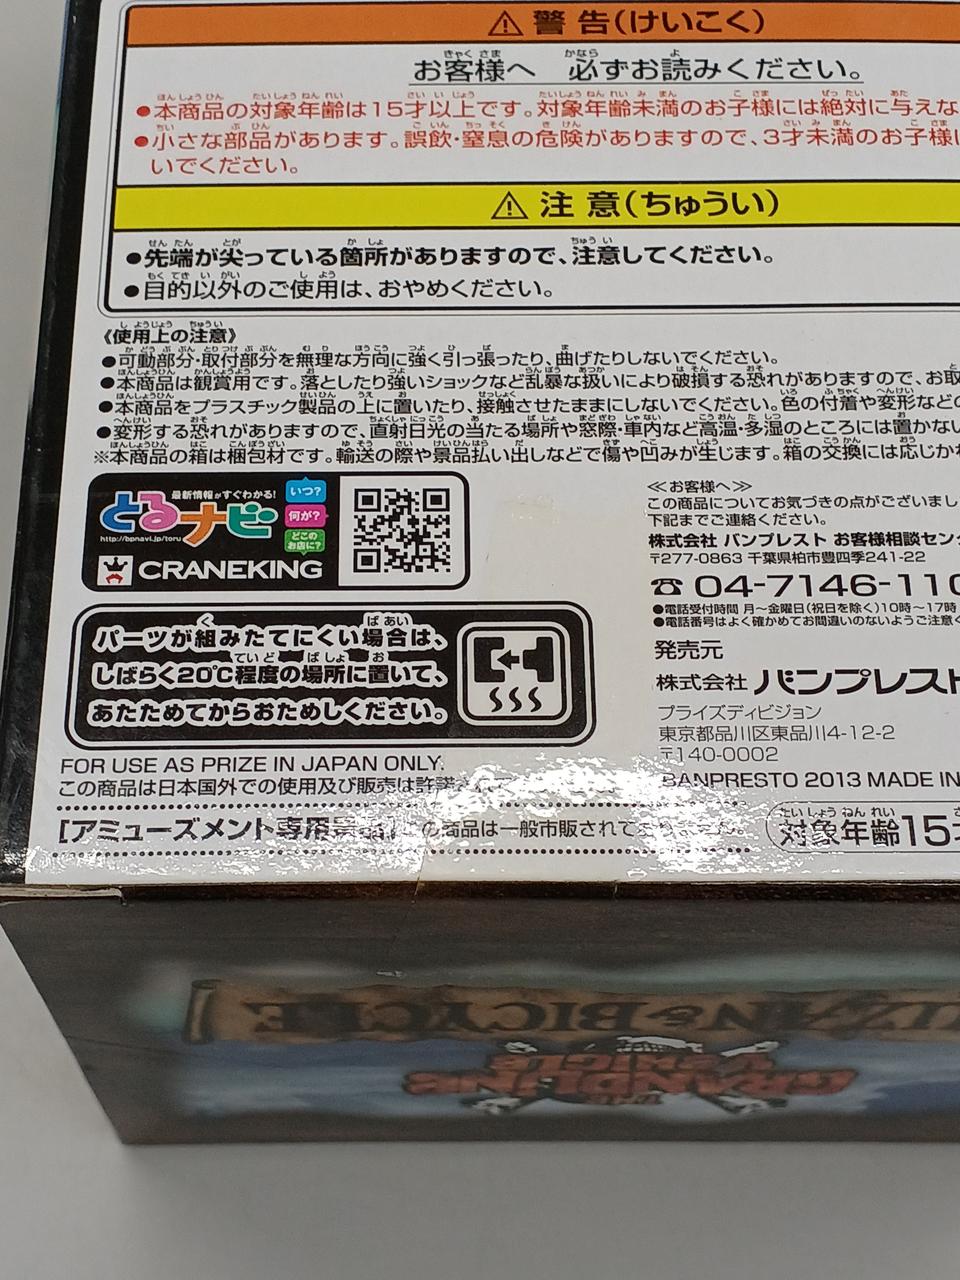 ⚠警告(けいこく)
お客様へ 必ずお読みください。
●本商品の対象年齢は15才以上です。対象年齢未満のお子様には絶対に与えな
●小さな部品があります。誤飲・窒息の危険がありますので、3才未満のお子様に
いでください。
⚠注意(ちゅうい)
●先端が尖っている箇所がありますので、注意してください。
●目的以外のご使用は、おやめください。
《使用上の注意》
●可動部分・取付部分を無理な方向に強く引っ張ったり、曲げたりしないでください。
●本商品は観賞用です。落としたり強いショックなど乱暴な扱いにより破損する恐れがありますので、お取
●本商品をプラスチック製品の上に置いたり、接触させたままにしないでください。色の付着や変形などの
●変形する恐れがありますので、直射日光の当たる場所や窓際・車内など高温・多湿のところには置かない
※本商品の箱は梱包材です。輸送の際や景品払い出しなどで傷や凹みが生じます。箱の交換には応じかね
最新情報がすぐわかる!
とるナビ
http://bpnavi.jp/toru
いつ?
何が?
どこのお店に?
CRANEKING
≪お客様へ≫
この商品についてお気づきの点がございまし
下記までご連絡ください。
株式会社 バンプレスト お客様相談セン
〒277-0863 千葉県柏市豊四季241-22
☎04-7146-110
●電話受付時間 月〜金曜日(祝日を除く)10時〜17時
●電話番号はよく確かめてお間違いのないようご注意く
パーツが組みたてにくい場合は、
しばらく20℃程度の場所に置いて、
あたためてからおためしください。
発売元
株式会社 バンプレスト
プライズディビジョン
東京都品川区東品川4-12-2
〒140-0002
BANPRESTO 2013 MADE IN
FOR USE AS PRIZE IN JAPAN ONLY.
この商品は日本国外での使用及び販売は許諾
【アミューズメント専用景品】この商品は一般市販されておりません。
対象年齢15才
& BICYCLE
THE
GRANDLINE
VEHICLE